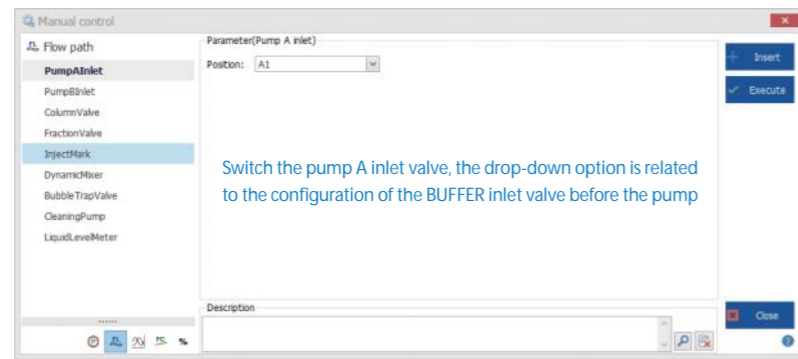 Manual control
Flow path
PumpAInlet
PumpBInlet
ColumnValve
FractionValve
InjectMark
DynamicMixer
BubbleTrapValve
CleaningPump
LiquidLevelMeter
Parameter(Pump A inlet)
Postion: A1
Switch the pump A inlet valve, the drop-down option is related
to the configuration of the BUFFER inlet valve before the pump
Description
Insert
Execute
Close
%